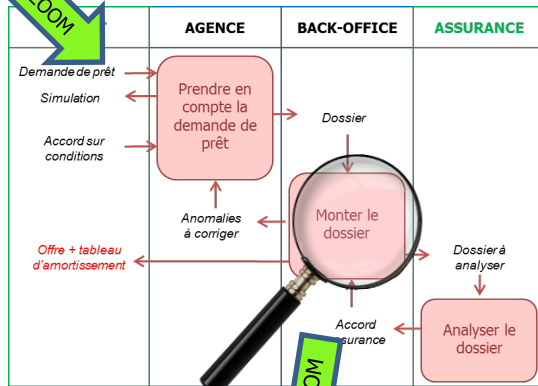 ZOOM
AGENCE
BACK-OFFICE
ASSURANCE
Demande de prêt
Simulation
Accord sur
conditions
Prendre en
compte la
demande de
prêt
Dossier
Anomalies
à corriger
Monter le
dossier
Offre + tableau
d'amortissement
Dossier à
analyser
Accord
Analyser le
dossier